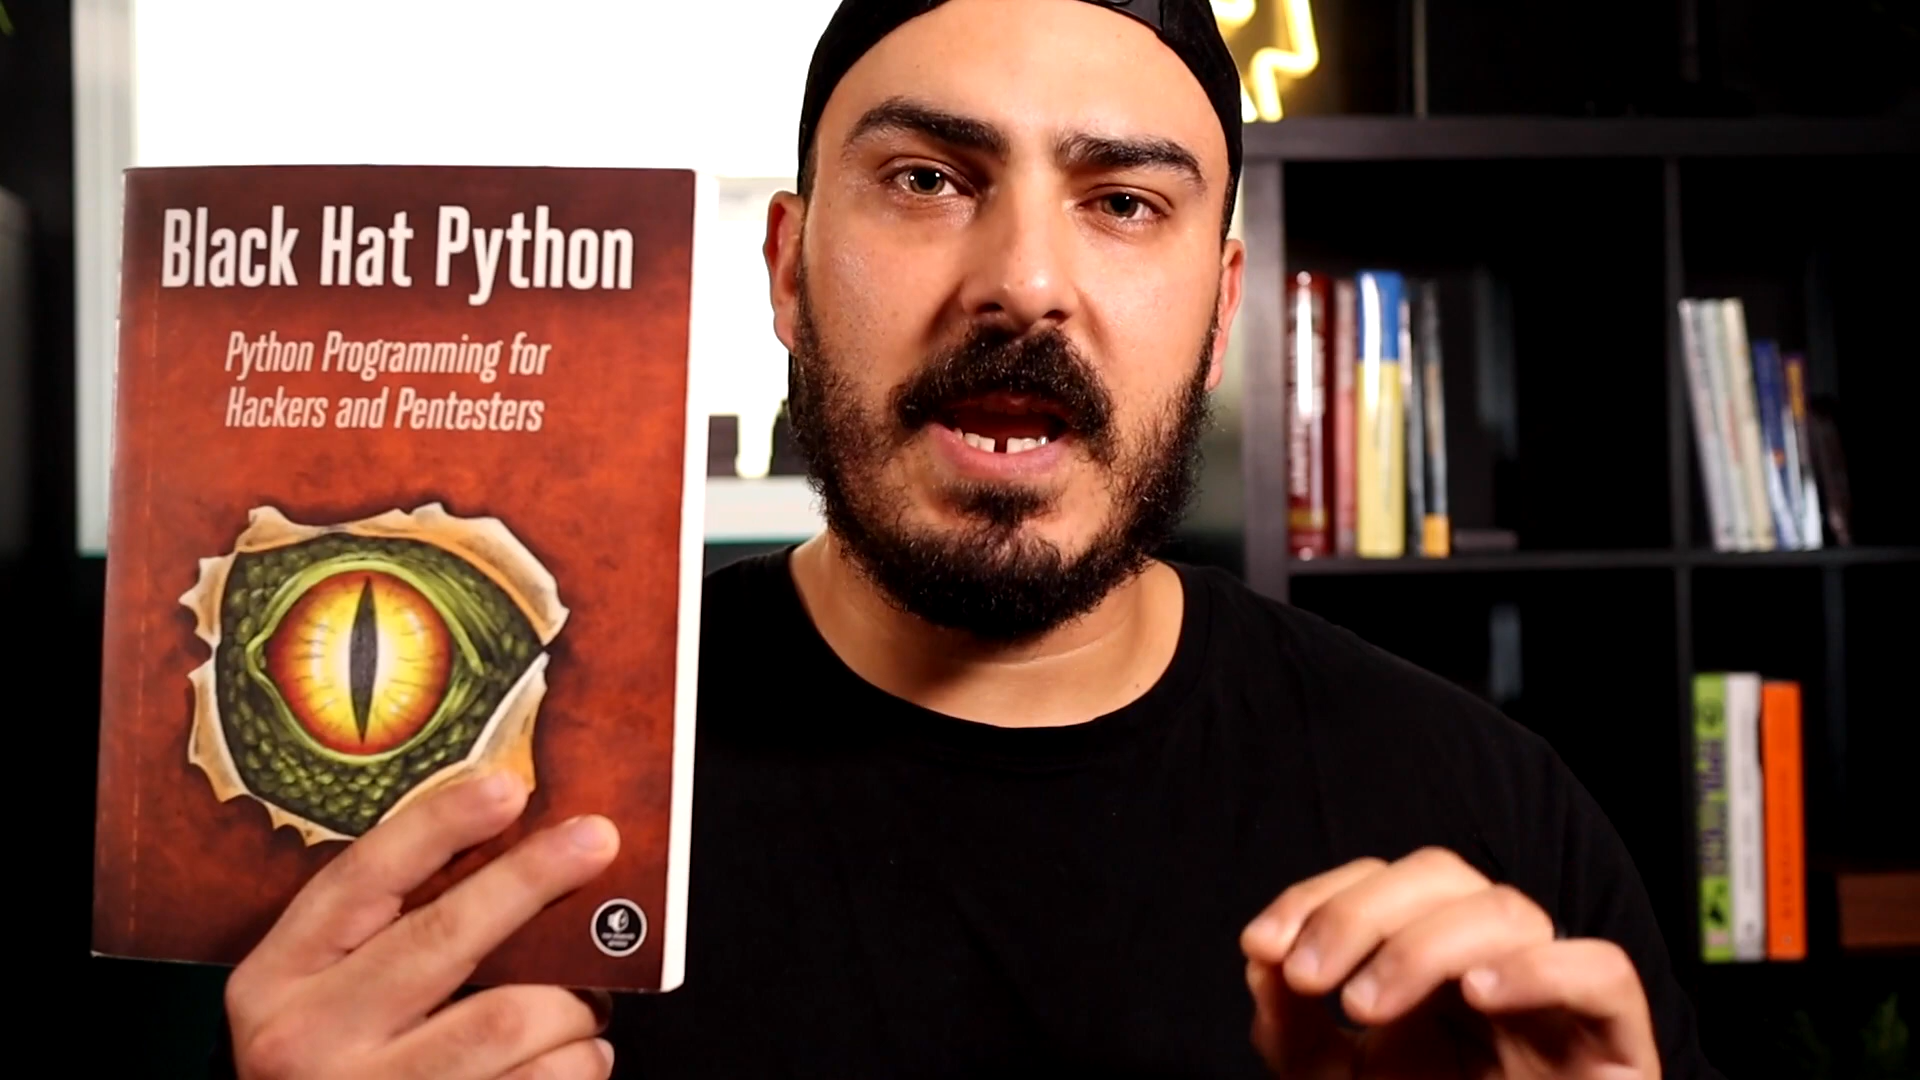 Black Hat Python
Python Programming for
Hackers and Pentesters